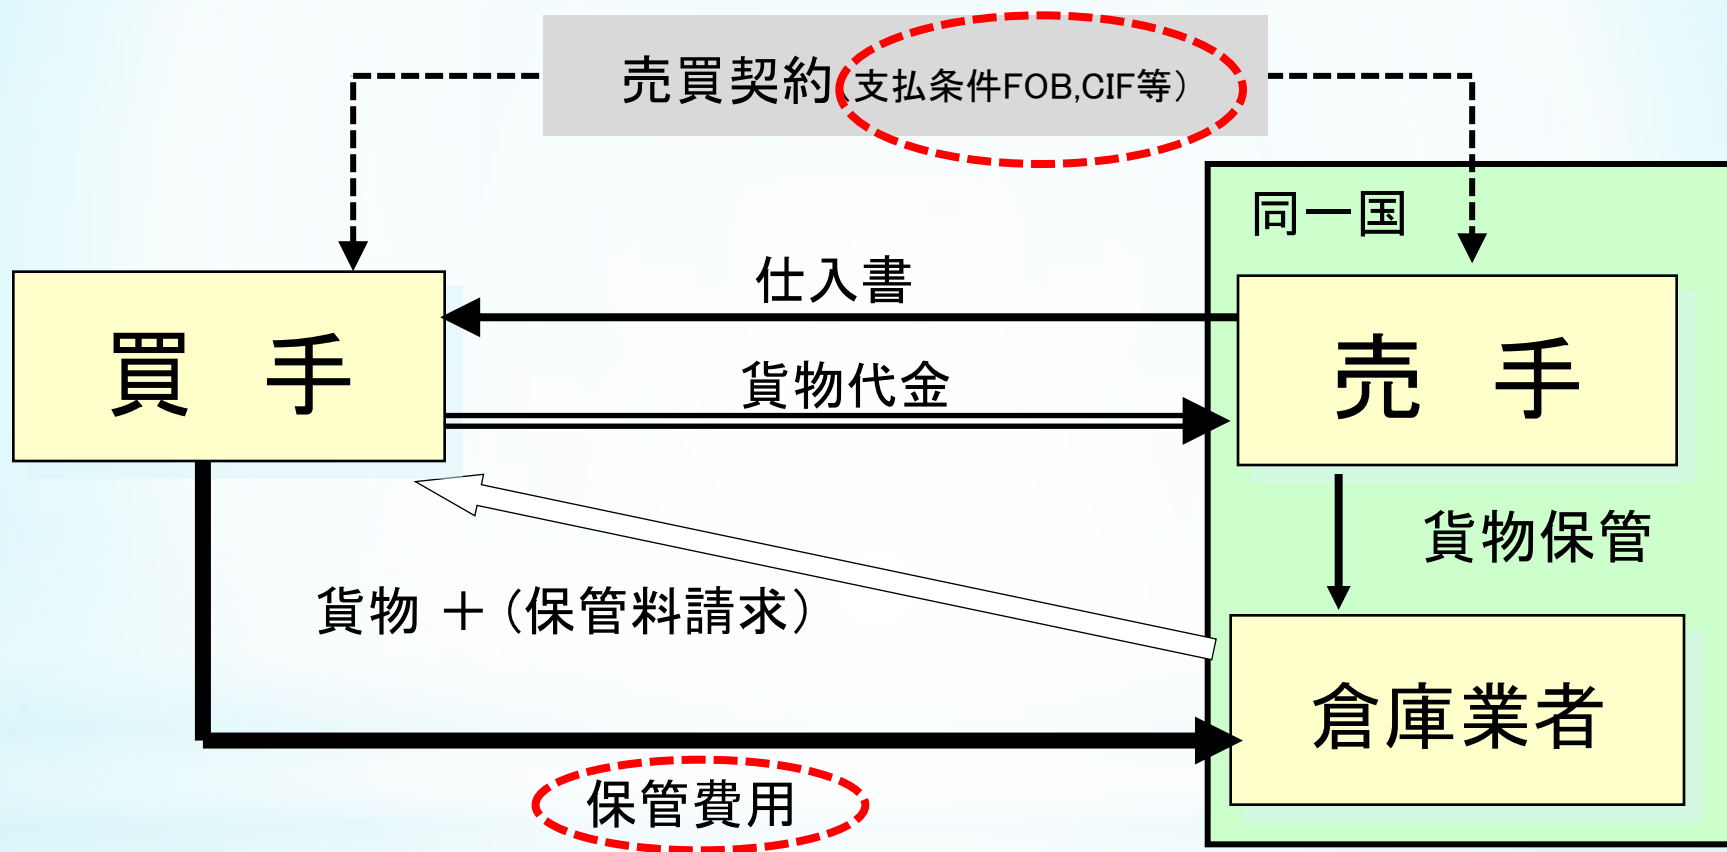 売買契約（支払条件FOB,CIF等）
同一国
仕入書
買　手
売　手
貨物代金
貨物保管
貨物 ＋（保管料請求）
倉庫業者
保管費用